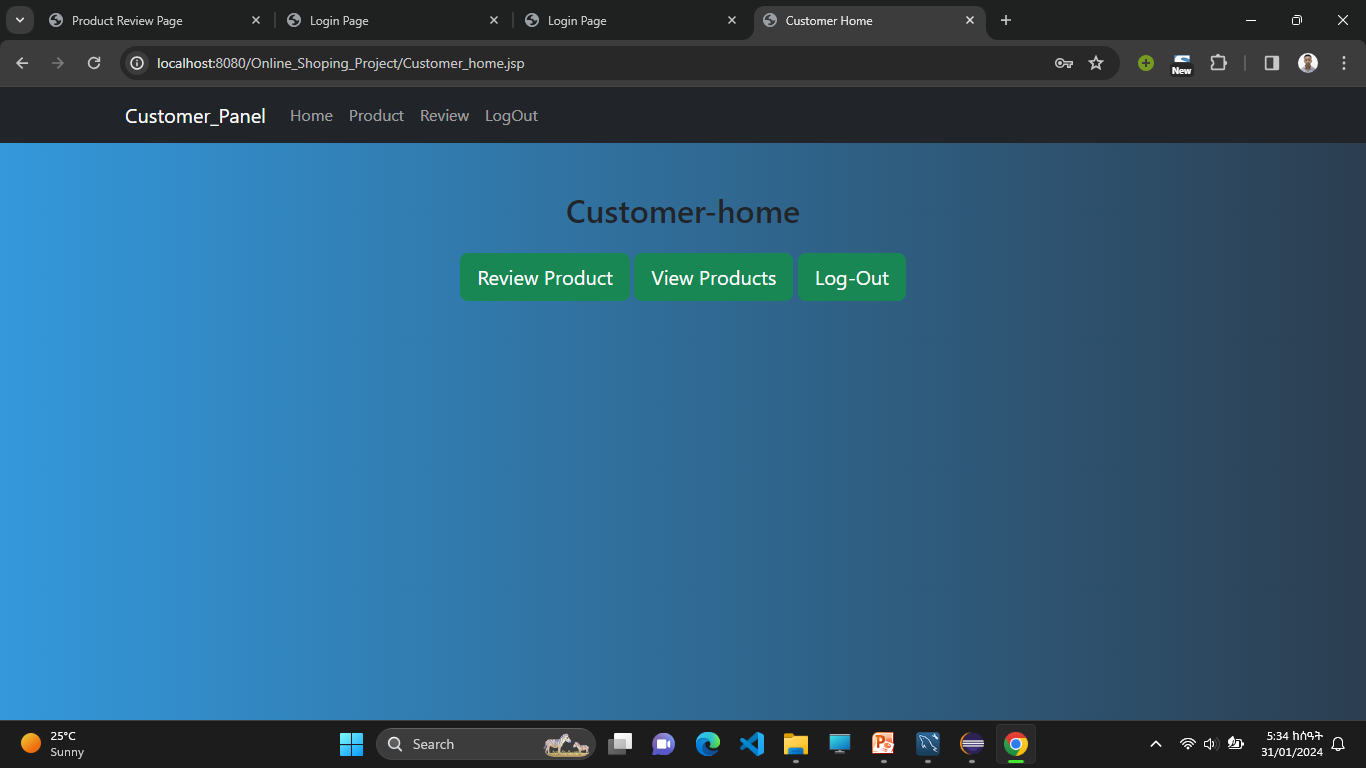 Product Review Page
Login Page
Login Page
Customer Home
localhost:8080/Online_Shoping_Project/Customer_home.jsp
New
Customer_Panel Home Product Review LogOut
Customer-home
Review Product View Products Log-Out
25°C
Sunny
Search
5:34 ከሰዓት
31/01/2024